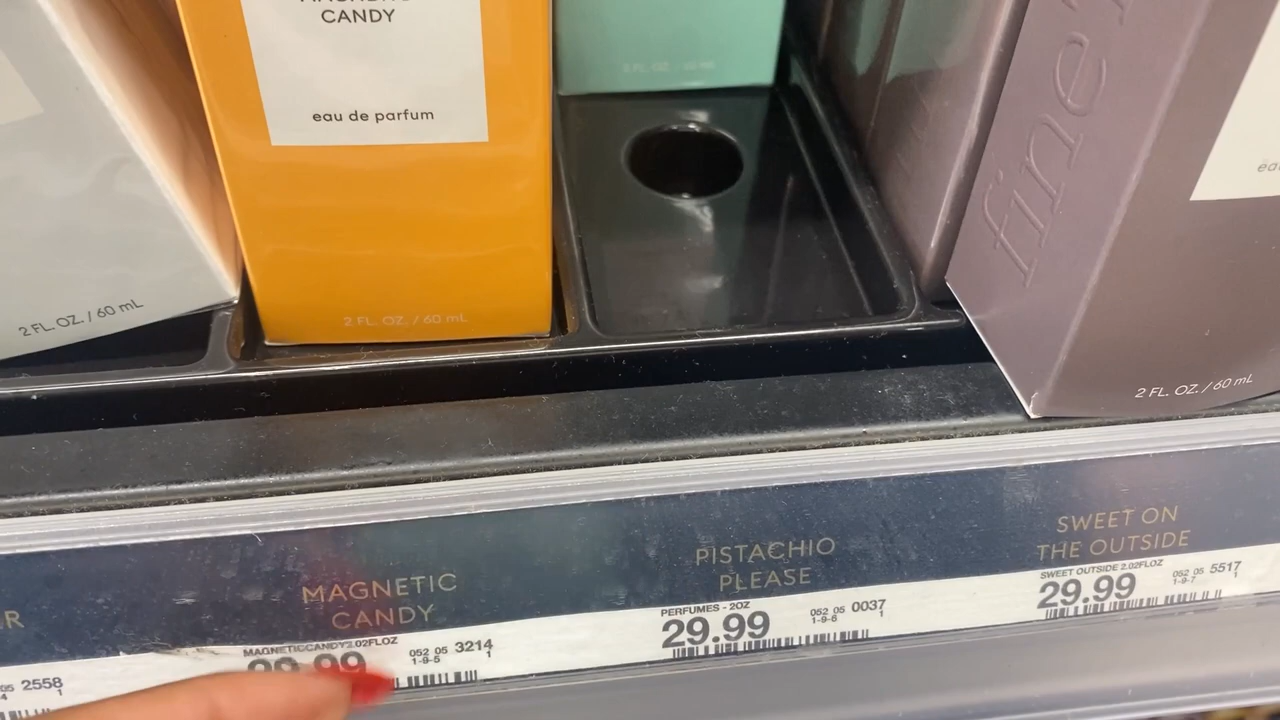 CANDY
eau de parfum
2 FL. OZ. / 60 mL
2 FL. OZ. / 60 mL
fine'
2 FL. OZ. / 60 mL
MAGNETIC
CANDY
MAGNETICCANDY2.02FLOZ
29.99
052 05 3214
1-9-5
1
PISTACHIO
PLEASE
PERFUMES - 2OZ
29.99
052 05 0037
1-9-6
1
SWEET ON
THE OUTSIDE
SWEET OUTSIDE 2.02FLOZ
29.99
052 05 5517
1-9-7
1
05 2558
1